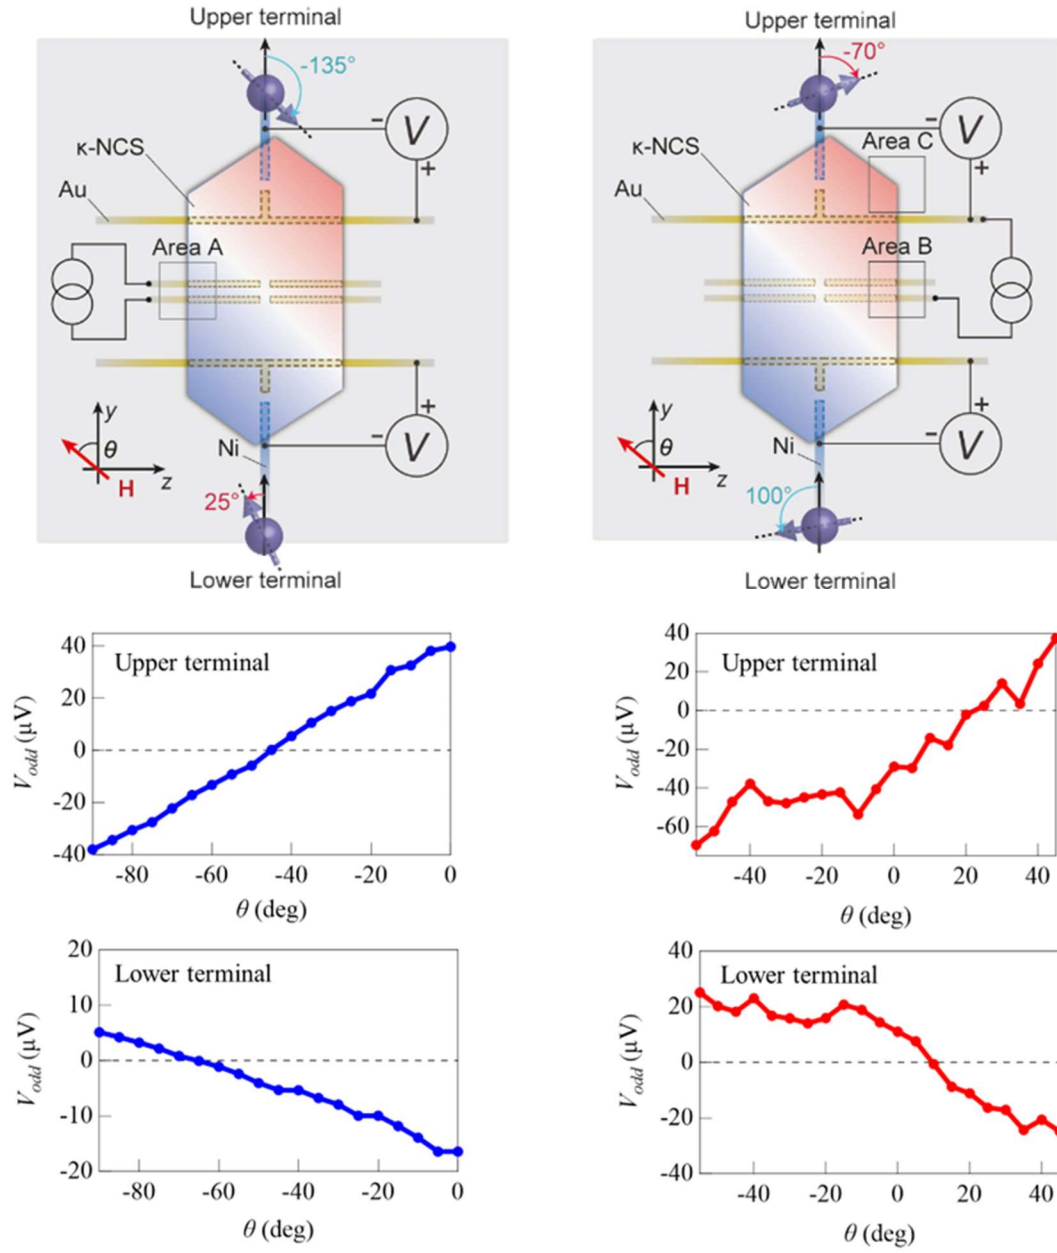 Upper terminal
-135°
κ-NCS
Au
V
-
+
Area A
y
θ
H
z
Ni
25°
+
-
V
Lower terminal
Upper terminal
-70°
κ-NCS
Au
V
-
+
Area C
Area B
y
θ
H
z
Ni
100°
+
-
V
Lower terminal
Upper terminal
V_odd (μV)
40
20
0
-20
-40
-80 -60 -40 -20 0
θ (deg)
Upper terminal
V_odd (μV)
40
20
0
-20
-40
-60
-40 -20 0 20 40
θ (deg)
Lower terminal
V_odd (μV)
20
10
0
-10
-20
-80 -60 -40 -20 0
θ (deg)
Lower terminal
V_odd (μV)
40
20
0
-20
-40
-40 -20 0 20 40
θ (deg)